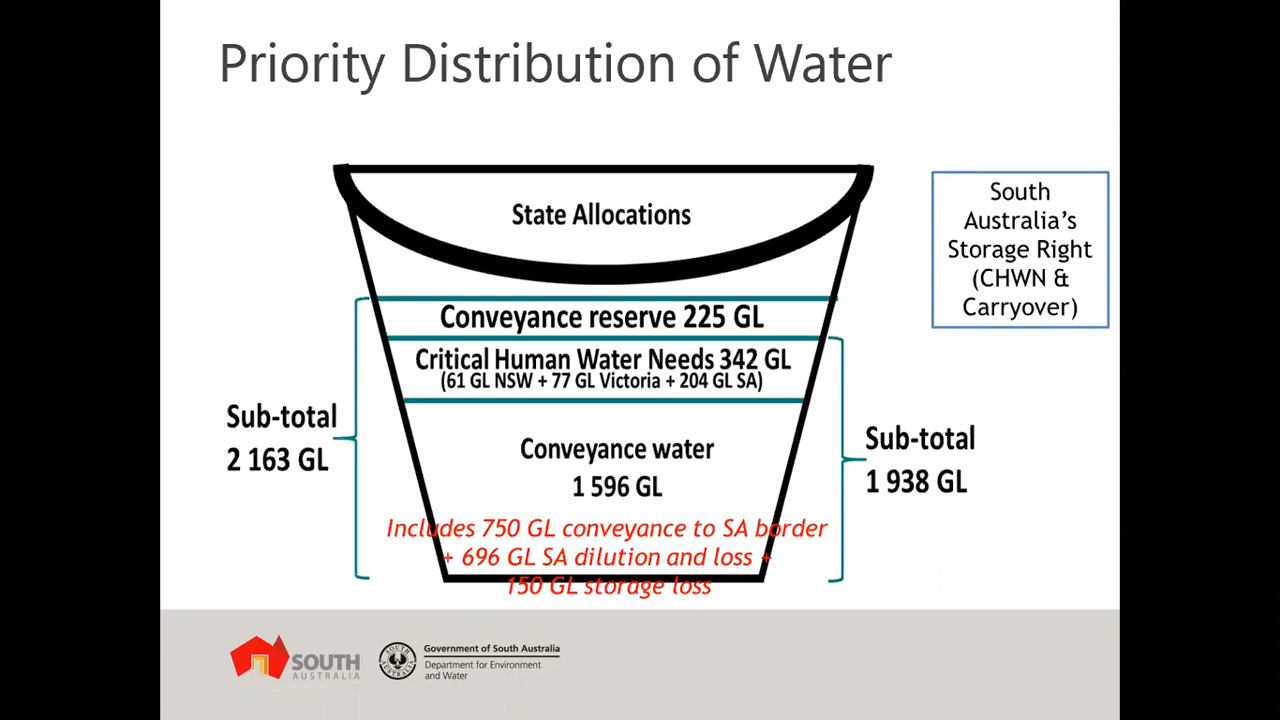 Priority Distribution of Water
State Allocations
South
Australia's
Storage Right
(CHWN &
Carryover)
Conveyance reserve 225 GL
Critical Human Water Needs 342 GL
(61 GL NSW + 77 GL Victoria + 204 GL SA)
Sub-total
2 163 GL
Conveyance water
1 596 GL
Sub-total
1 938 GL
Includes 750 GL conveyance to SA border
+ 696 GL SA dilution and loss +
150 GL storage loss
SOUTH
AUSTRALIA
Government of South Australia
Department for Environment
and Water